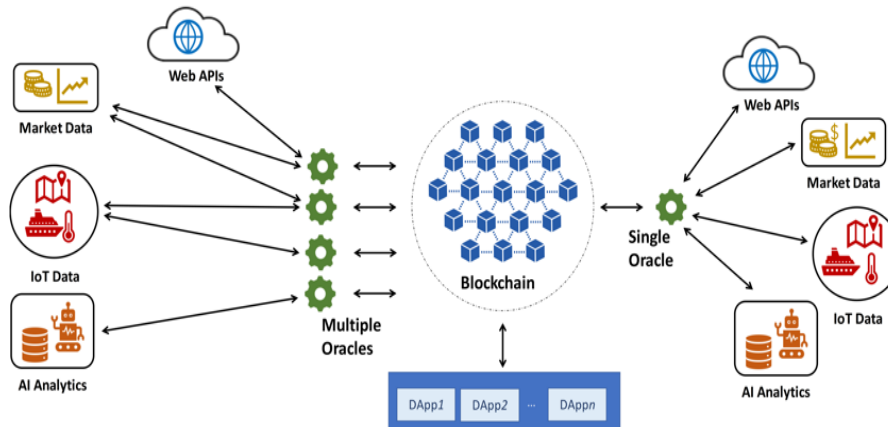 Web APIs
Market Data
IoT Data
AI Analytics
Multiple
Oracles
Blockchain
DApp1
DApp2
...
DAppn
Single
Oracle
Web APIs
$
Market Data
IoT Data
AI Analytics